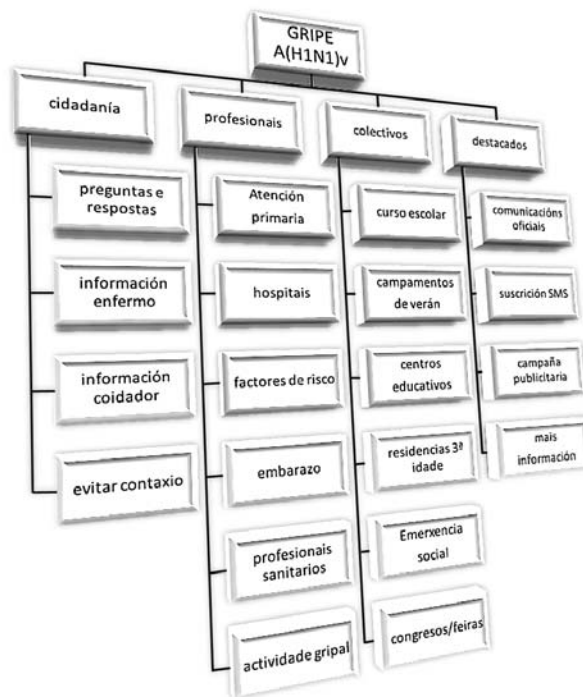 GRIPE
A(H1N1)v
cidadanía
preguntas e
respostas
información
enfermo
información
coidador
evitar contaxio
profesionais
Atención
primaria
hospitais
factores de risco
embarazo
profesionais
sanitarios
actividade gripal
colectivos
curso escolar
campamentos
de verán
centros
educativos
residencias 3ª
idade
Emerxencia
social
congresos/feiras
destacados
comunicacións
oficiais
suscrición SMS
campaña
publicitaria
mais
información